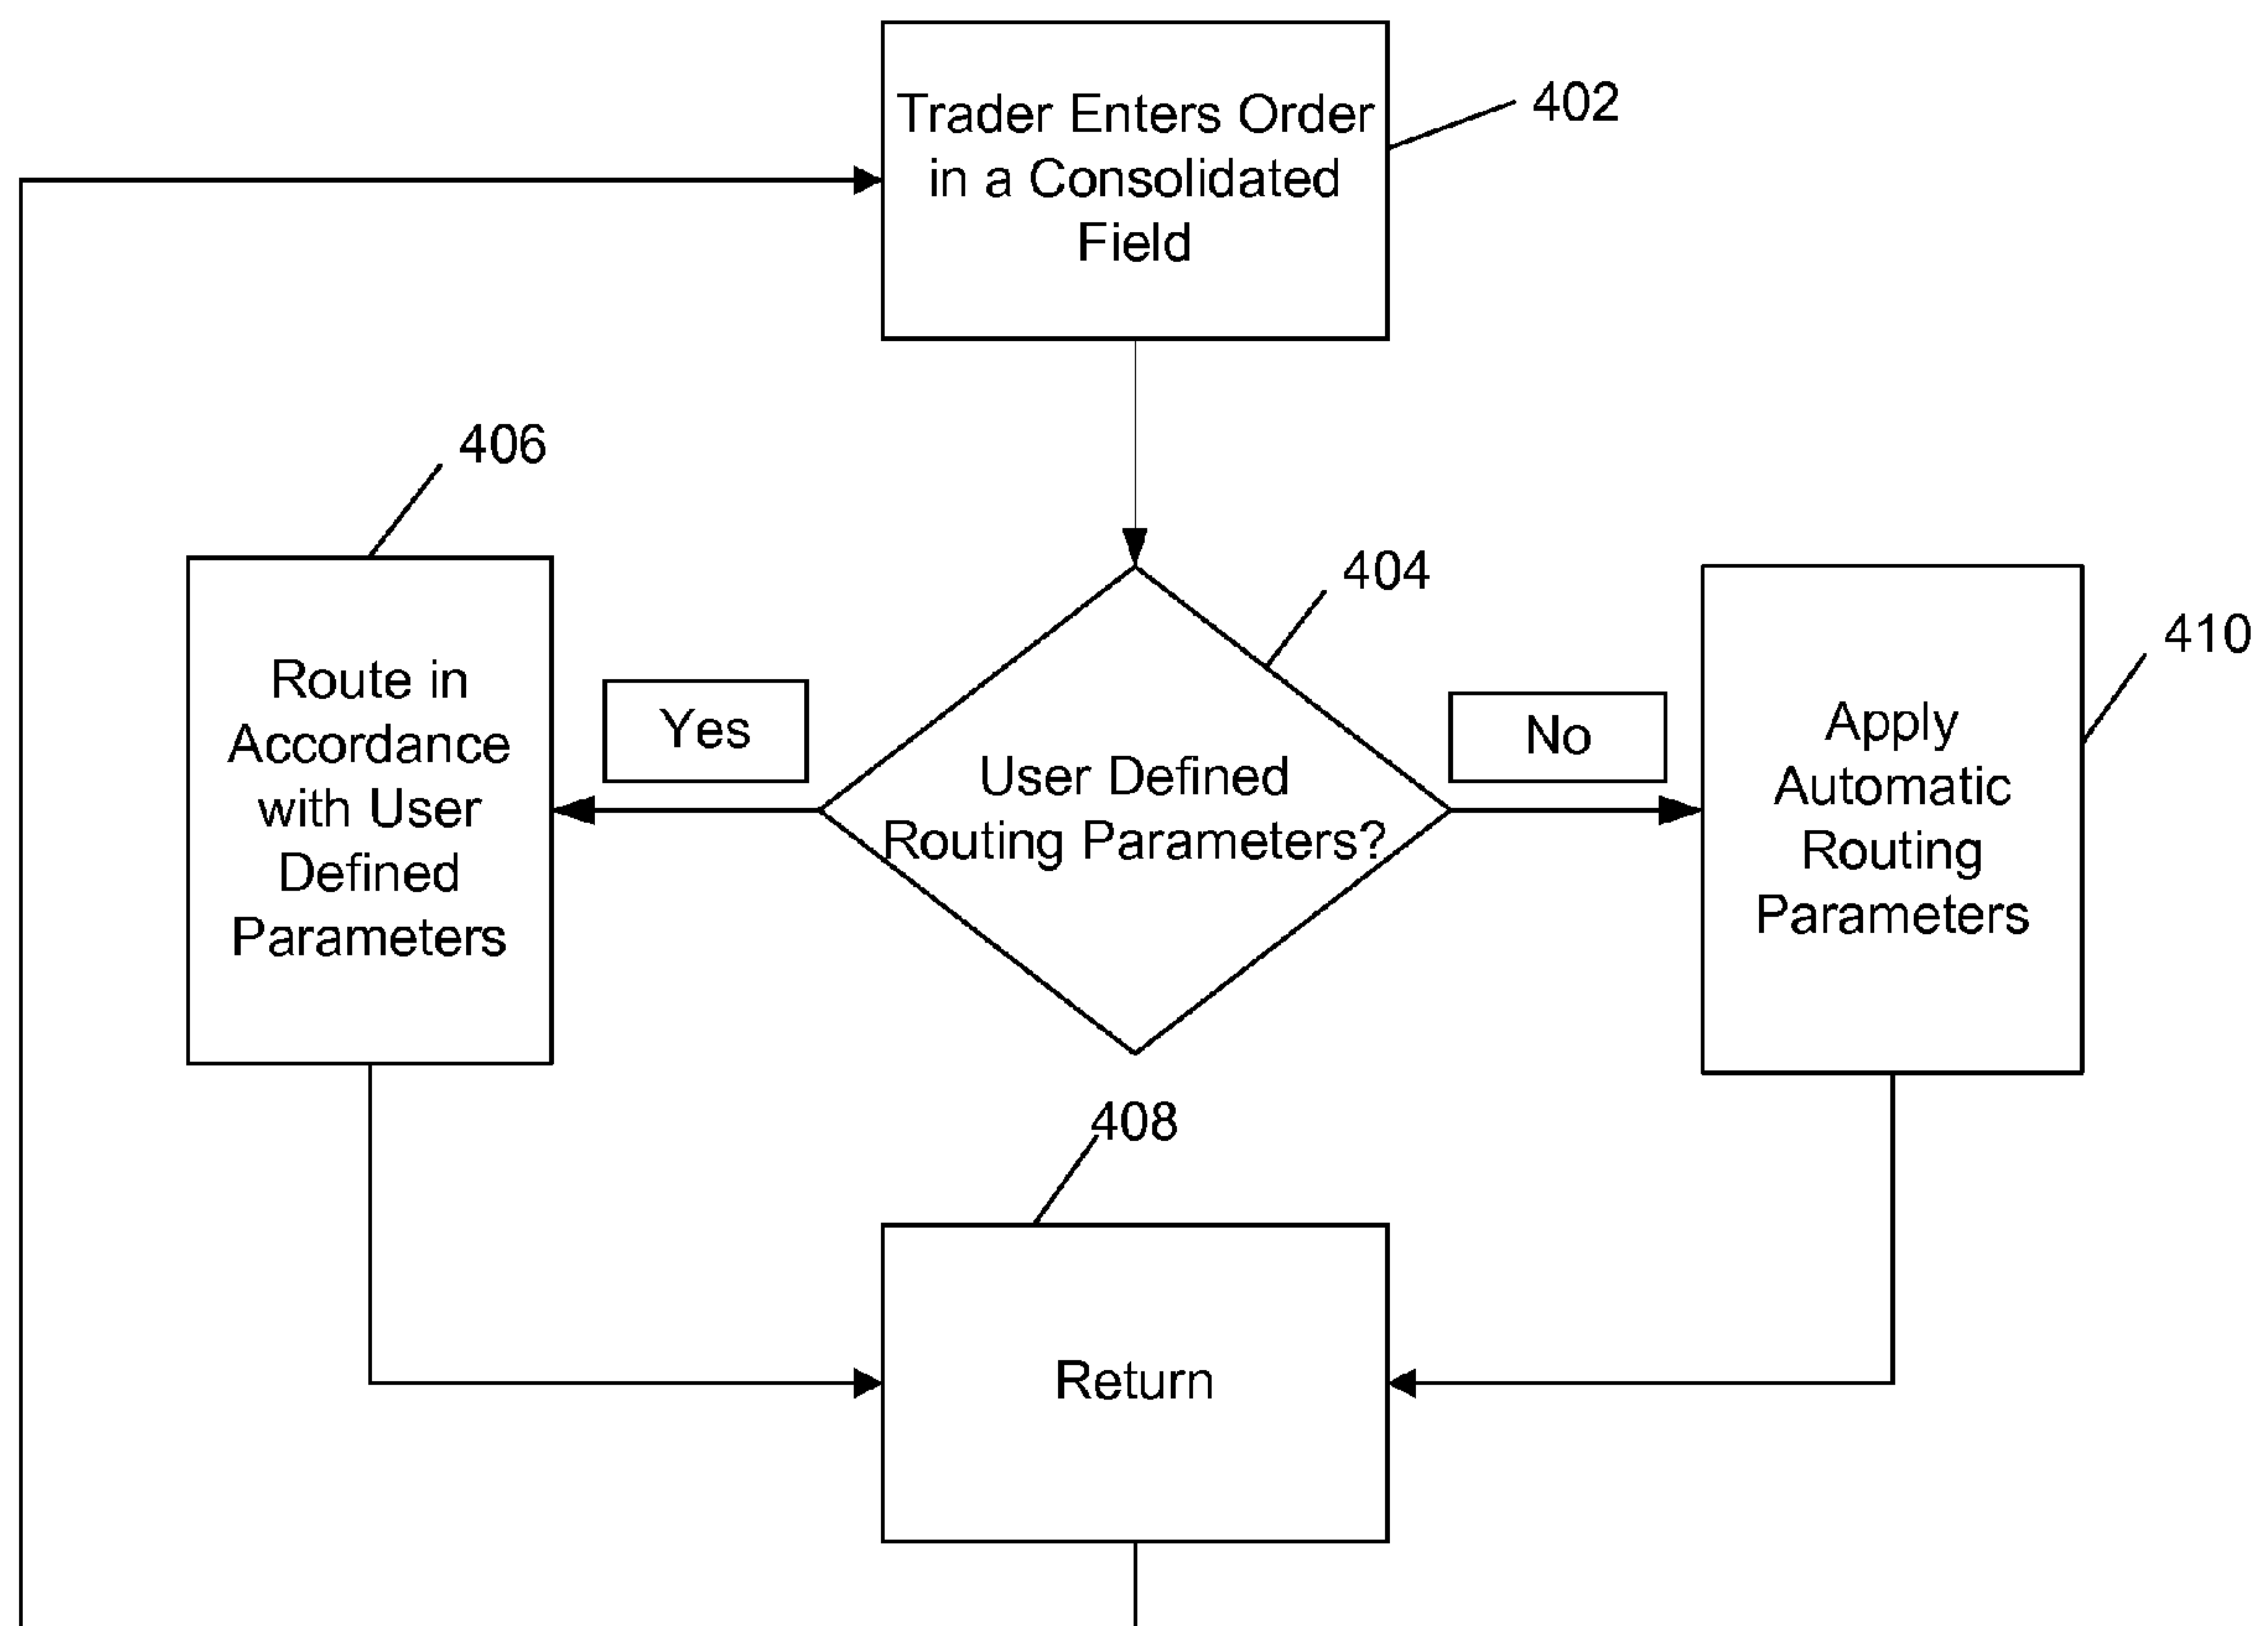 Trader Enters Order
in a Consolidated
Field
402
406
404
410
Route in
Accordance
with User
Defined
Parameters
Yes
User Defined
Routing Parameters?
No
Apply
Automatic
Routing
Parameters
408
Return